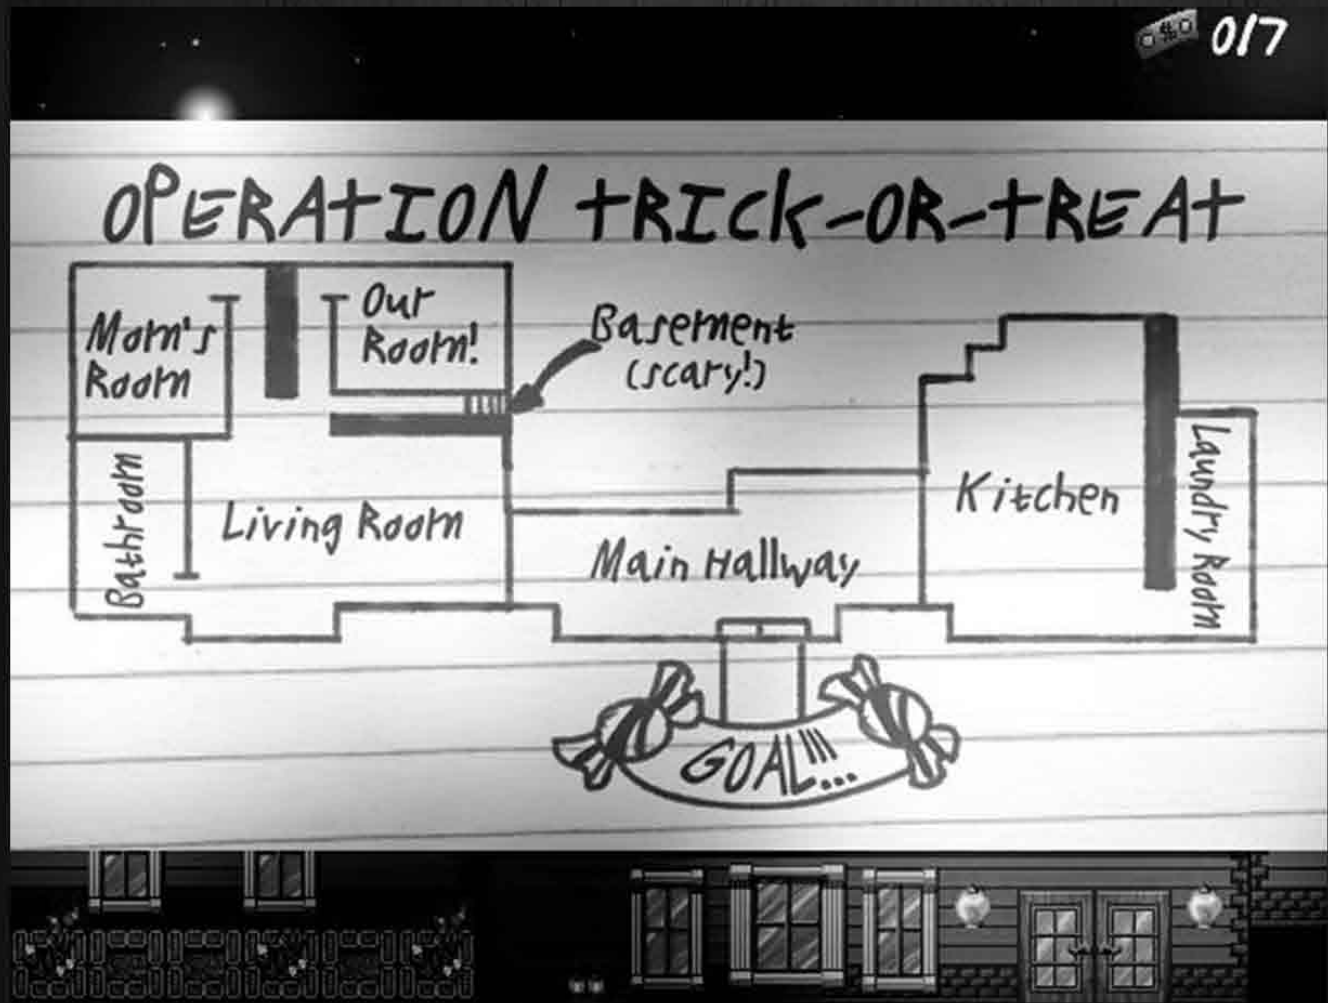 0/7
OPERATION TRICK-OR-TREAT
Mom's
Room
Our
Room!
Basement
(scary!)
Bathroom
Living Room
Main Hallway
Kitchen
Laundry Room
GOAL!!!...